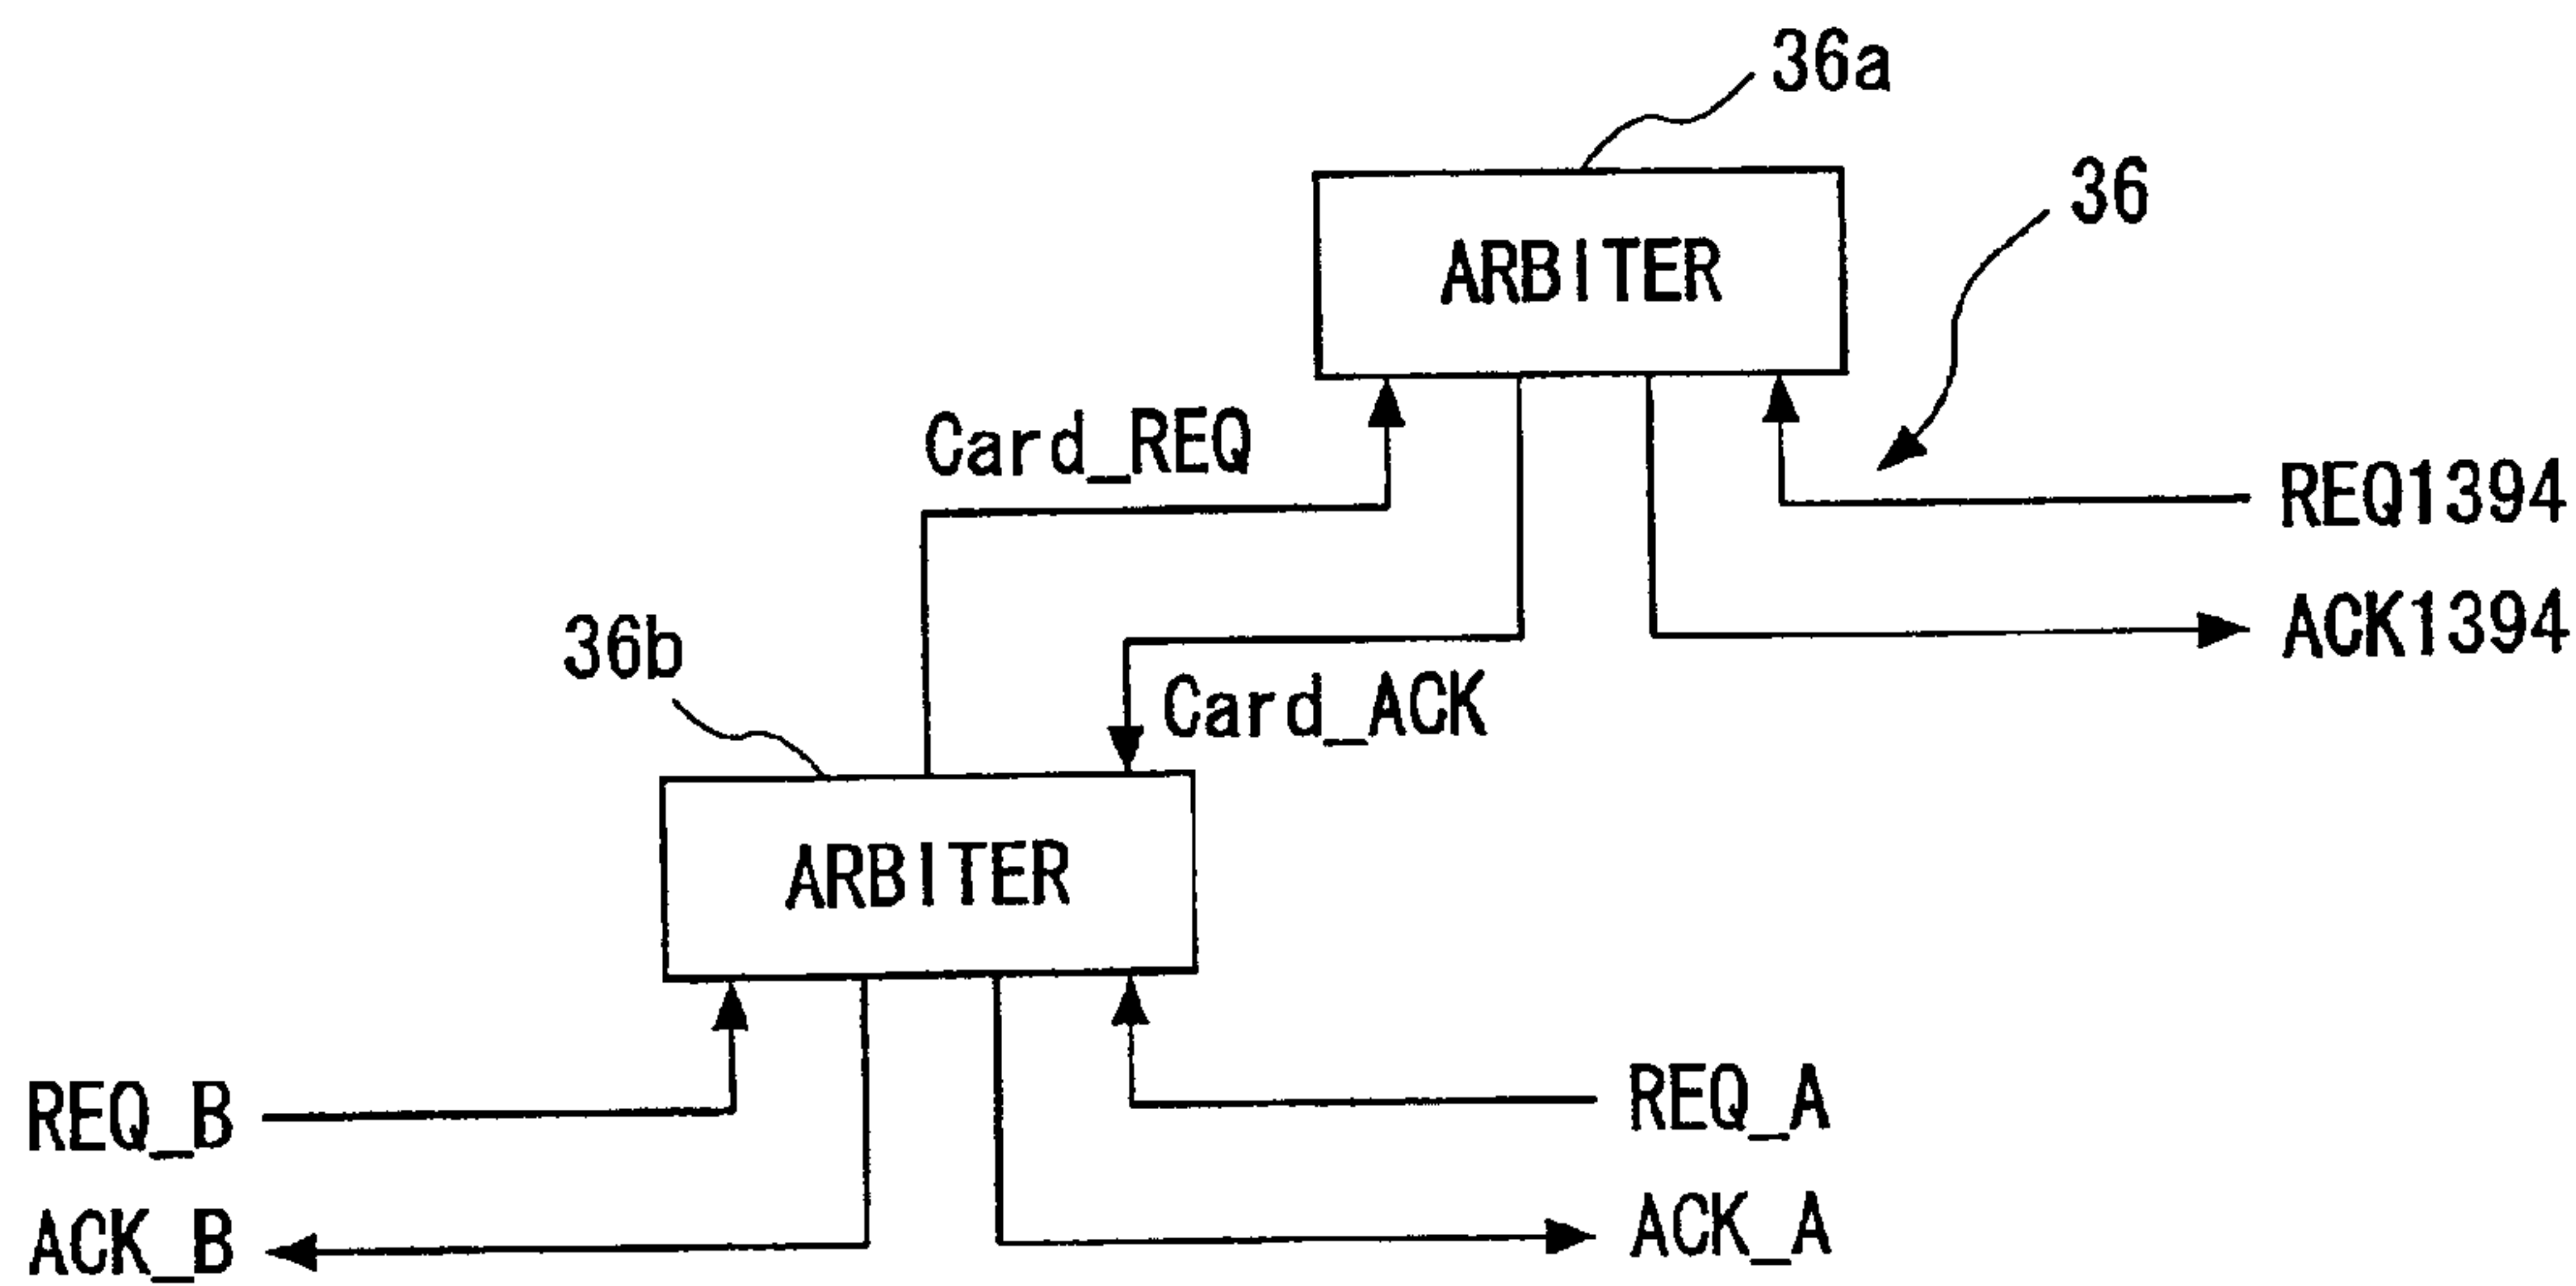 36a
36
ARBITER
Card_REQ
REQ1394
ACK1394
36b
Card_ACK
ARBITER
REQ_B
REQ_A
ACK_B
ACK_A